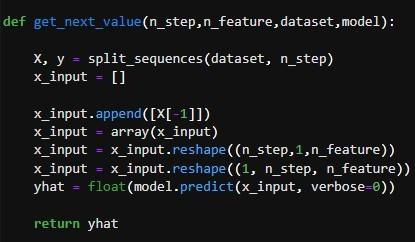 def get_next_value(n_step,n_feature,dataset,model):
X, y = split_sequences(dataset, n_step)
x_input = []
x_input.append([X[-1]])
x_input = array(x_input)
x_input = x_input.reshape((n_step,1,n_feature))
x_input = x_input.reshape((1, n_step, n_feature))
yhat = float(model.predict(x_input, verbose=0))
return yhat